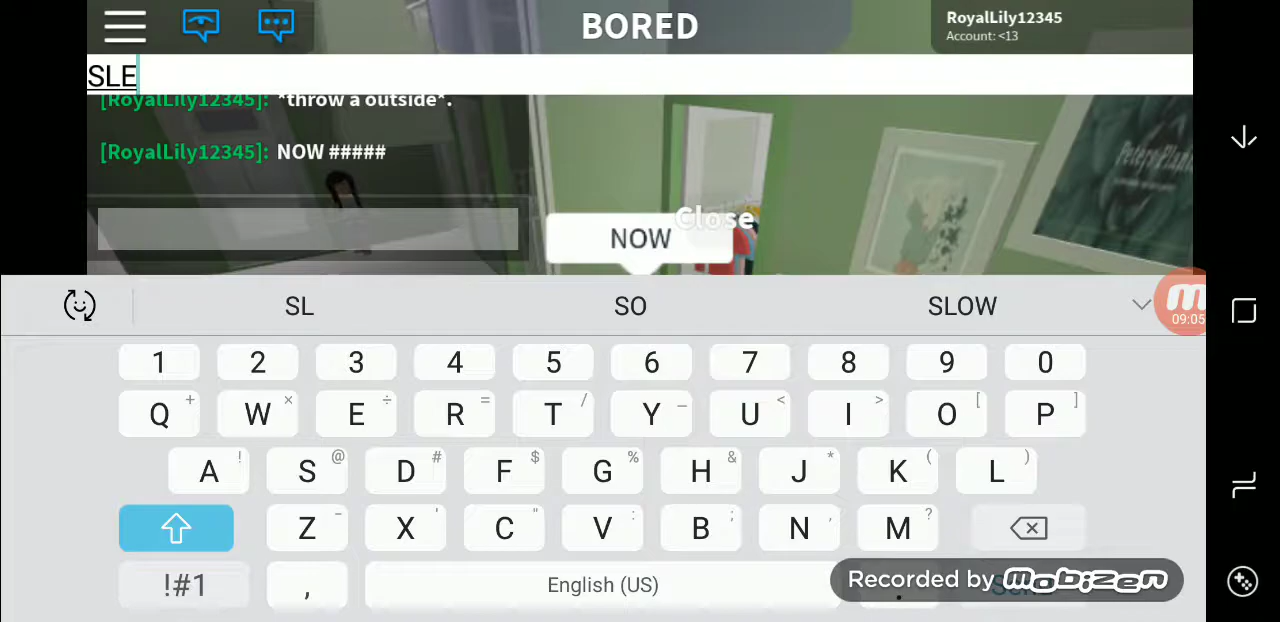 BORED
RoyalLily12345
Account: <13
SLE
[RoyalLily12345]: *throw a outside*.
[RoyalLily12345]: NOW #####
Close
NOW
SL SO SLOW
09:05
1 2 3 4 5 6 7 8 9 0
Q + W × E ÷ R = T / Y _ U < I > O [ P ]
A ! S @ D # F $ G % H & J * K ( L )
Z - X ' C " V : B ; N , M ?
!#1 , English (US) .
Recorded by mobizen